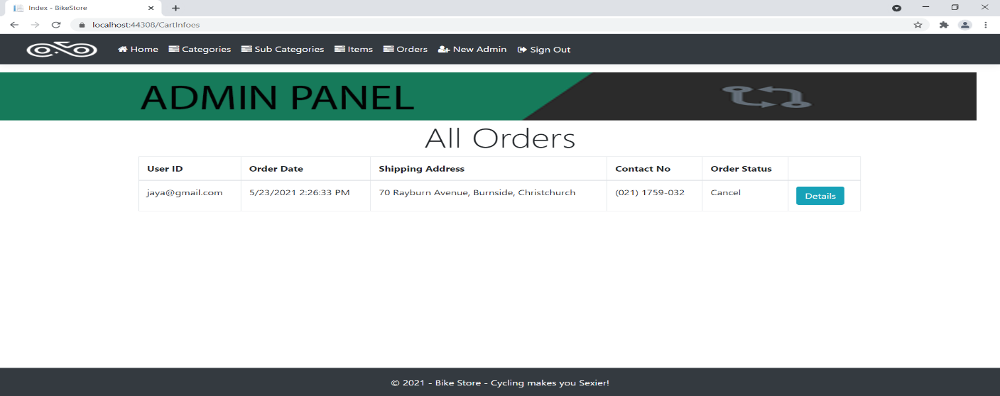 Index - BikeStore
localhost:44308/CartInfoes
Home Categories Sub Categories Items Orders New Admin Sign Out
ADMIN PANEL
All Orders
User ID Order Date Shipping Address Contact No Order Status
jaya@gmail.com 5/23/2021 2:26:33 PM 70 Rayburn Avenue, Burnside, Christchurch (021) 1759-032 Cancel Details
© 2021 - Bike Store - Cycling makes you Sexier!